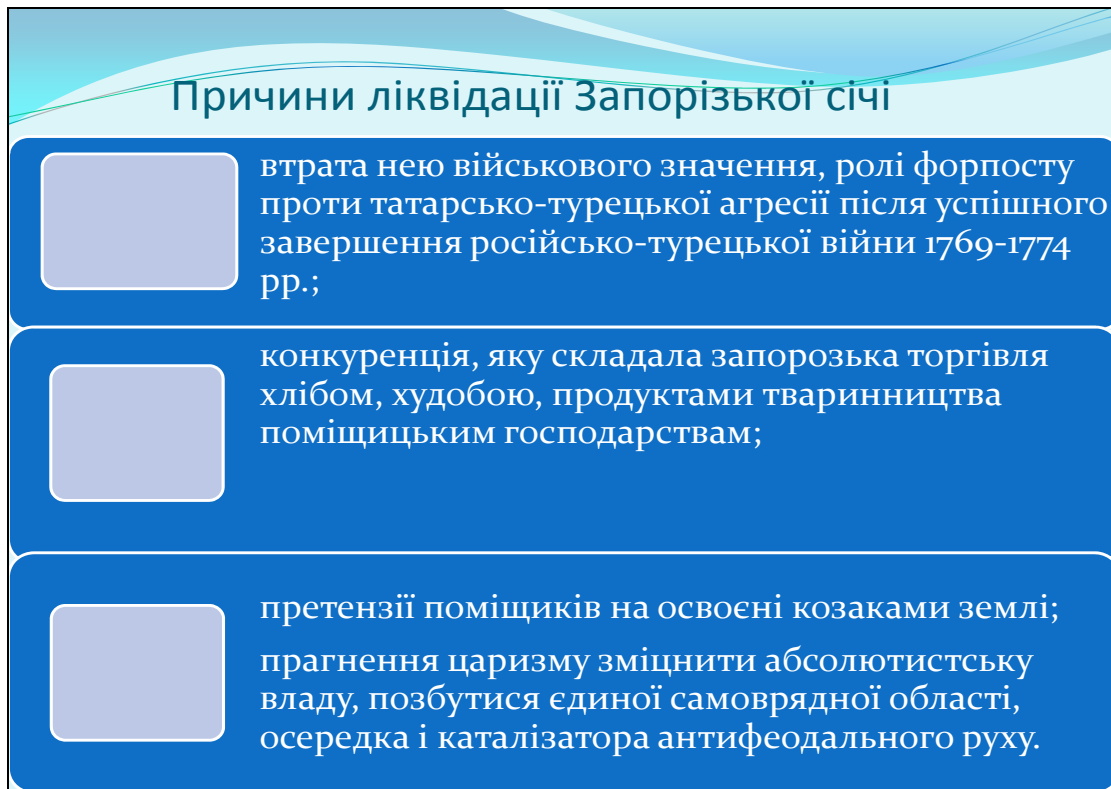 Причини ліквідації Запорізької січі
втрата нею військового значення, ролі форпосту
проти татарсько-турецької агресії після успішного
завершення російсько-турецької війни 1769-1774
рр.;
конкуренція, яку складала запорозька торгівля
хлібом, худобою, продуктами тваринництва
поміщицьким господарствам;
претензії поміщиків на освоєні козаками землі;
прагнення царизму зміцнити абсолютистську
владу, позбутися єдиної самоврядної області,
осередка і каталізатора антифеодального руху.